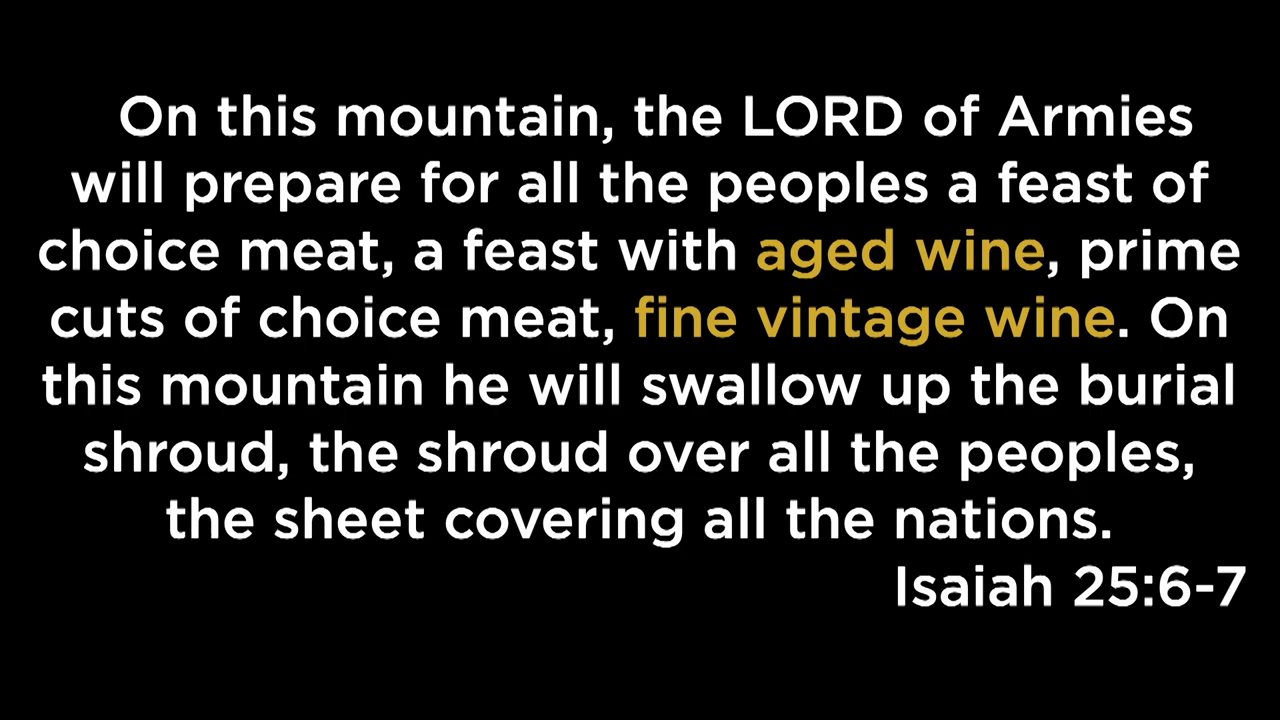 On this mountain, the LORD of Armies
will prepare for all the peoples a feast of
choice meat, a feast with aged wine, prime
cuts of choice meat, fine vintage wine. On
this mountain he will swallow up the burial
shroud, the shroud over all the peoples,
the sheet covering all the nations.
Isaiah 25:6-7